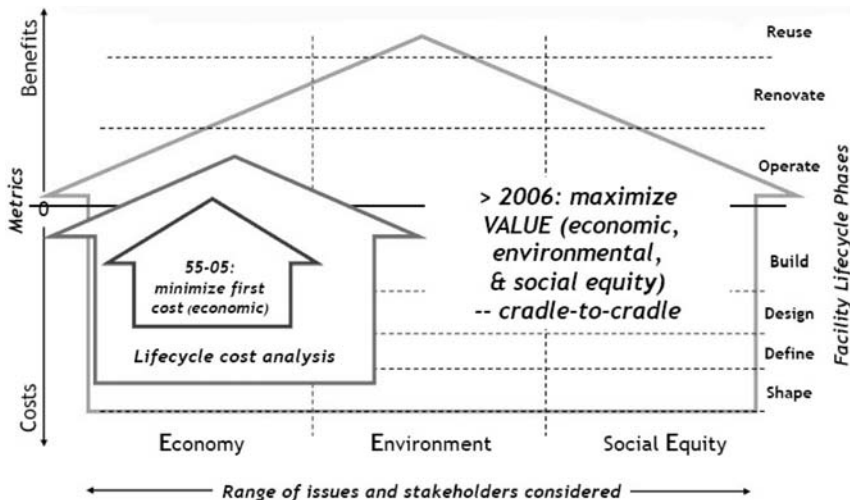 Benefits
Metrics
0
Costs
Reuse
Renovate
Operate
Build
Design
Define
Shape
Facility Lifecycle Phases
> 2006: maximize
VALUE (economic,
environmental,
& social equity)
-- cradle-to-cradle
55-05:
minimize first
cost (economic)
Lifecycle cost analysis
Economy
Environment
Social Equity
Range of issues and stakeholders considered